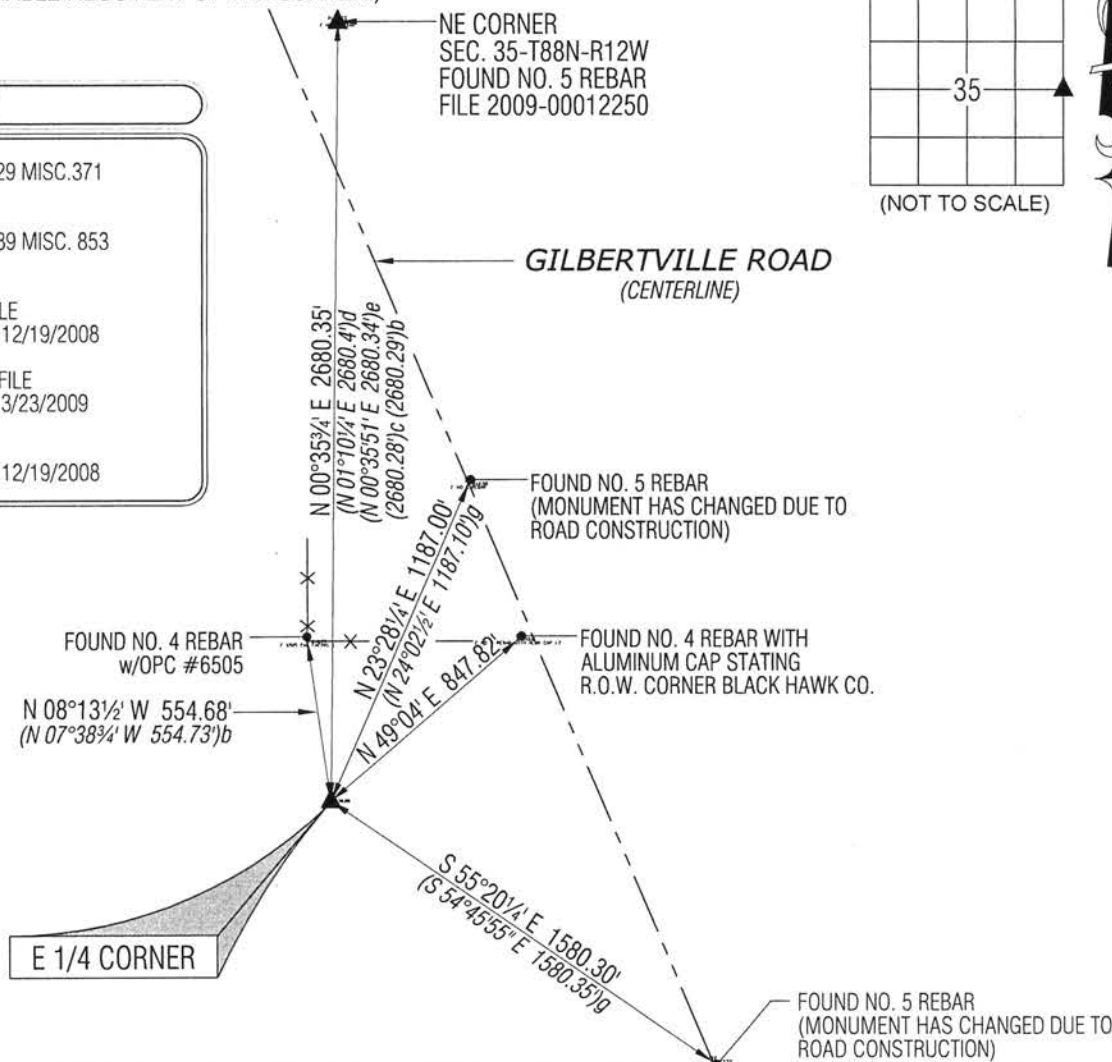 NE CORNER
SEC. 35-T88N-R12W
FOUND NO. 5 REBAR
FILE 2009-00012250
35
(NOT TO SCALE)
29 MISC.371
39 MISC. 853
12/19/2008
FILE
3/23/2009
12/19/2008
GILBERTVILLE ROAD
(CENTERLINE)
N 00°35¾' E 2680.35'
(N 01°10¼' E 2680.4')d
(N 00°35'51" E 2680.34')e
(2680.28')c (2680.29')b
FOUND NO. 5 REBAR
(MONUMENT HAS CHANGED DUE TO
ROAD CONSTRUCTION)
N 23°28¼' E 1187.00'
(N 24°02½' E 1187.10')g
FOUND NO. 4 REBAR
w/OPC #6505
FOUND NO. 4 REBAR WITH
ALUMINUM CAP STATING
R.O.W. CORNER BLACK HAWK CO.
N 49°04' E 847.82'
N 08°13½' W 554.68'
(N 07°38¾' W 554.73')b
S 55°20¼' E 1580.30'
(S 54°45'55" E 1580.35')g
E 1/4 CORNER
FOUND NO. 5 REBAR
(MONUMENT HAS CHANGED DUE TO
ROAD CONSTRUCTION)